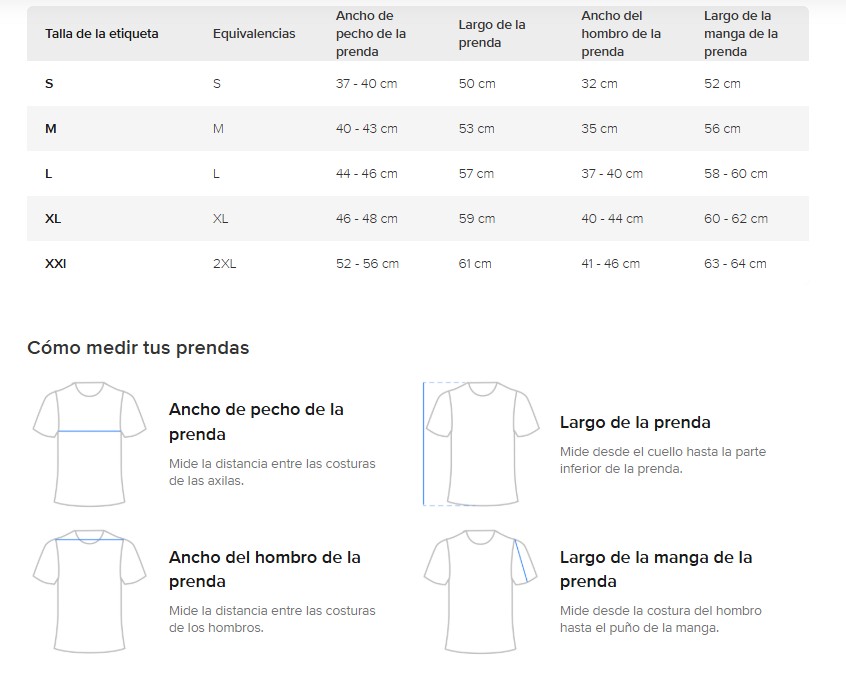 Talla de la etiqueta Equivalencias Ancho de pecho de la prenda Largo de la prenda Ancho del hombro de la prenda Largo de la manga de la prenda
S S 37 - 40 cm 50 cm 32 cm 52 cm
M M 40 - 43 cm 53 cm 35 cm 56 cm
L L 44 - 46 cm 57 cm 37 - 40 cm 58 - 60 cm
XL XL 46 - 48 cm 59 cm 40 - 44 cm 60 - 62 cm
XXl 2XL 52 - 56 cm 61 cm 41 - 46 cm 63 - 64 cm
Cómo medir tus prendas
Ancho de pecho de la
prenda
Mide la distancia entre las costuras
de las axilas.
Largo de la prenda
Mide desde el cuello hasta la parte
inferior de la prenda.
Ancho del hombro de la
prenda
Mide la distancia entre las costuras
de los hombros.
Largo de la manga de la
prenda
Mide desde la costura del hombro
hasta el puño de la manga.